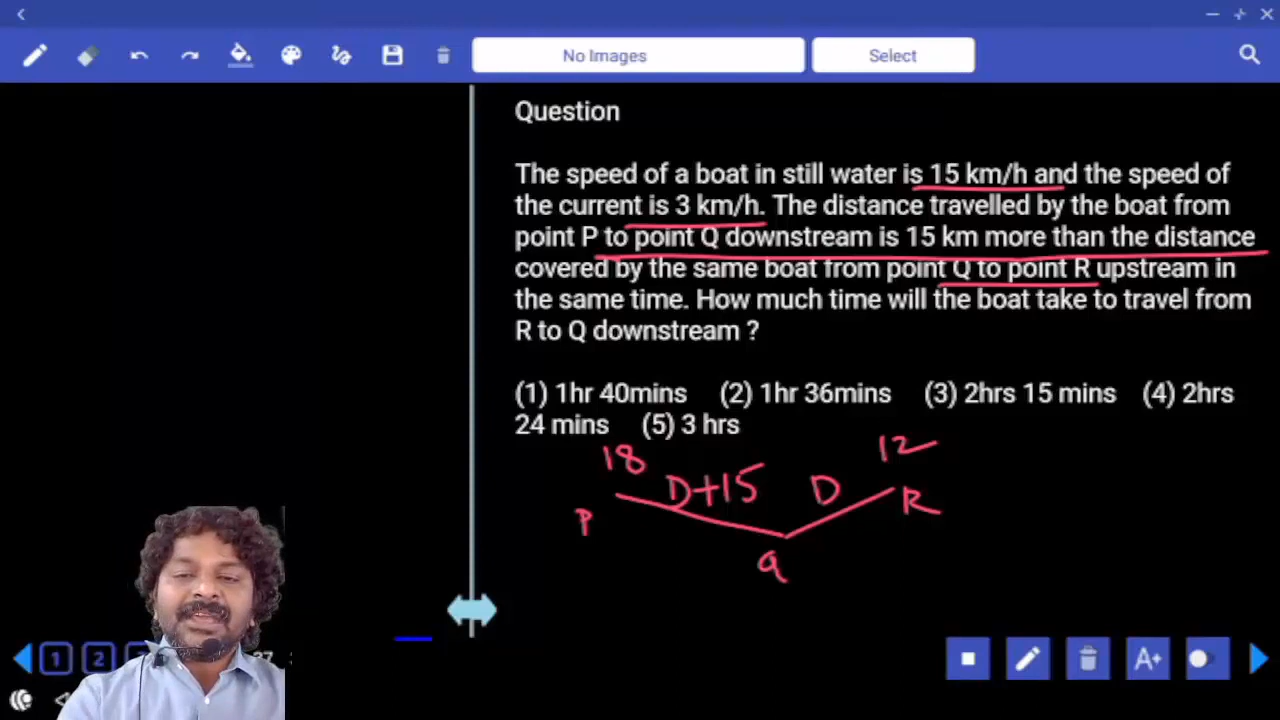 No Images
Select
Question
The speed of a boat in still water is 15 km/h and the speed of
the current is 3 km/h. The distance travelled by the boat from
point P to point Q downstream is 15 km more than the distance
covered by the same boat from point Q to point R upstream in
the same time. How much time will the boat take to travel from
R to Q downstream ?
(1) 1hr 40mins (2) 1hr 36mins (3) 2hrs 15 mins (4) 2hrs
24 mins (5) 3 hrs
18 D+15 D 12
P Q R
1 2 27
A+